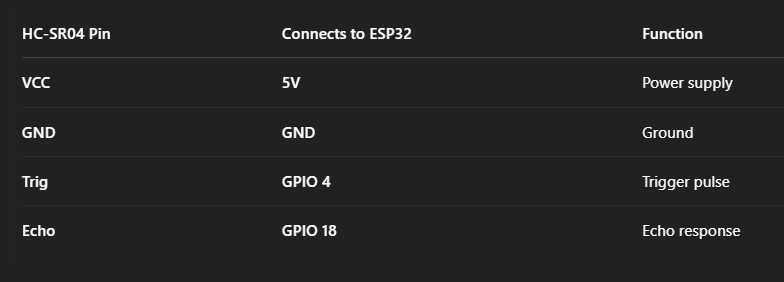 HC-SR04 Pin Connects to ESP32 Function
VCC 5V Power supply
GND GND Ground
Trig GPIO 4 Trigger pulse
Echo GPIO 18 Echo response